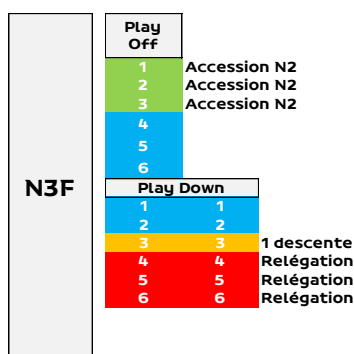 Play
Off
1 Accession N2
2 Accession N2
3 Accession N2
4
5
6
N3F
Play Down
1 1
2 2
3 3 1 descente
4 4 Relégation
5 5 Relégation
6 6 Relégation